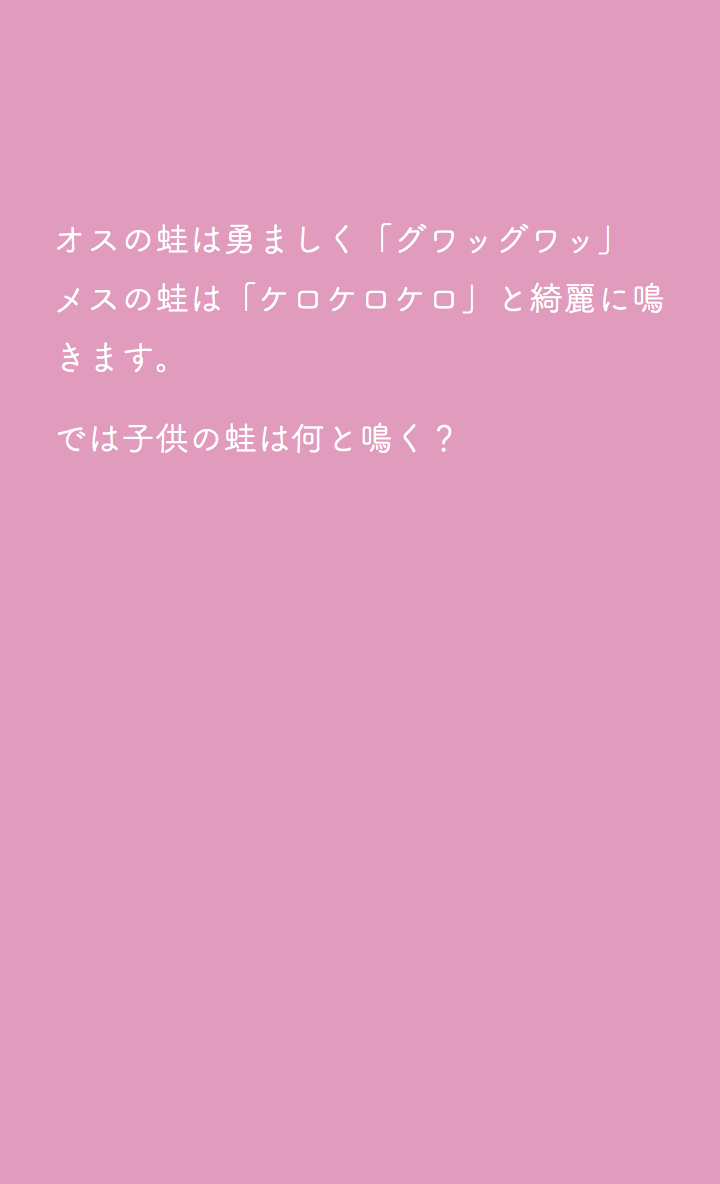 オスの蛙は勇ましく「グワッグワッ」
メスの蛙は「ケロケロケロ」と綺麗に鳴
きます。
では子供の蛙は何と鳴く？